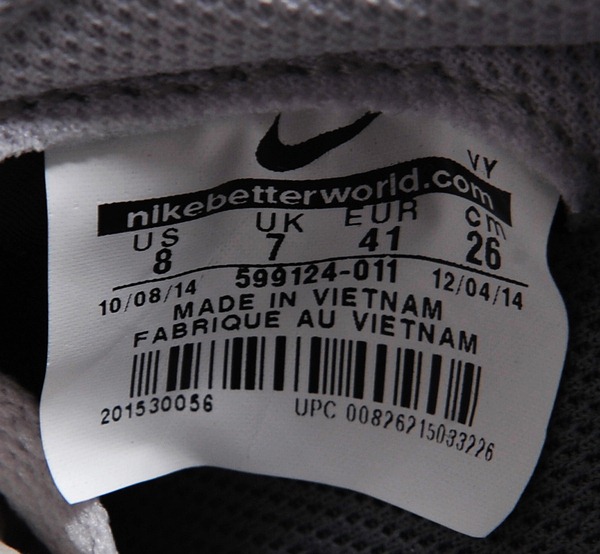 VY
nikebetterworld.com
US UK EUR cm
8 7 41 26
10/08/14 599124-011 12/04/14
MADE IN VIETNAM
FABRIQUE AU VIETNAM
201530056 UPC 00826215033226